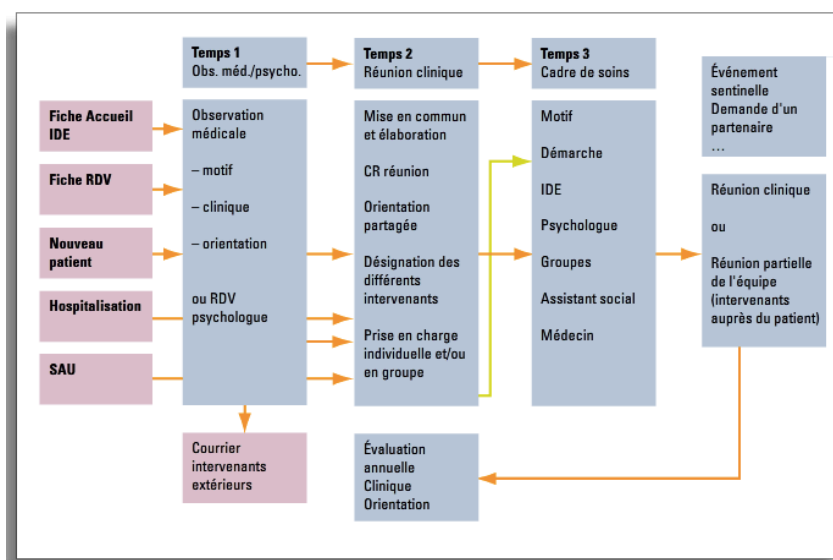 Temps 1
Obs. méd./psycho.
Temps 2
Réunion clinique
Temps 3
Cadre de soins
Événement
sentinelle
Demande d'un
partenaire
...
Fiche Accueil
IDE
Fiche RDV
Nouveau
patient
Hospitalisation
SAU
Observation
médicale
– motif
– clinique
– orientation
ou RDV
psychologue
Mise en commun
et élaboration
CR réunion
Orientation
partagée
Désignation des
différents
intervenants
Prise en charge
individuelle et/ou
en groupe
Motif
Démarche
IDE
Psychologue
Groupes
Assistant social
Médecin
Réunion clinique
ou
Réunion partielle
de l'équipe
(intervenants
auprès du patient)
Courrier
intervenants
extérieurs
Évaluation
annuelle
Clinique
Orientation